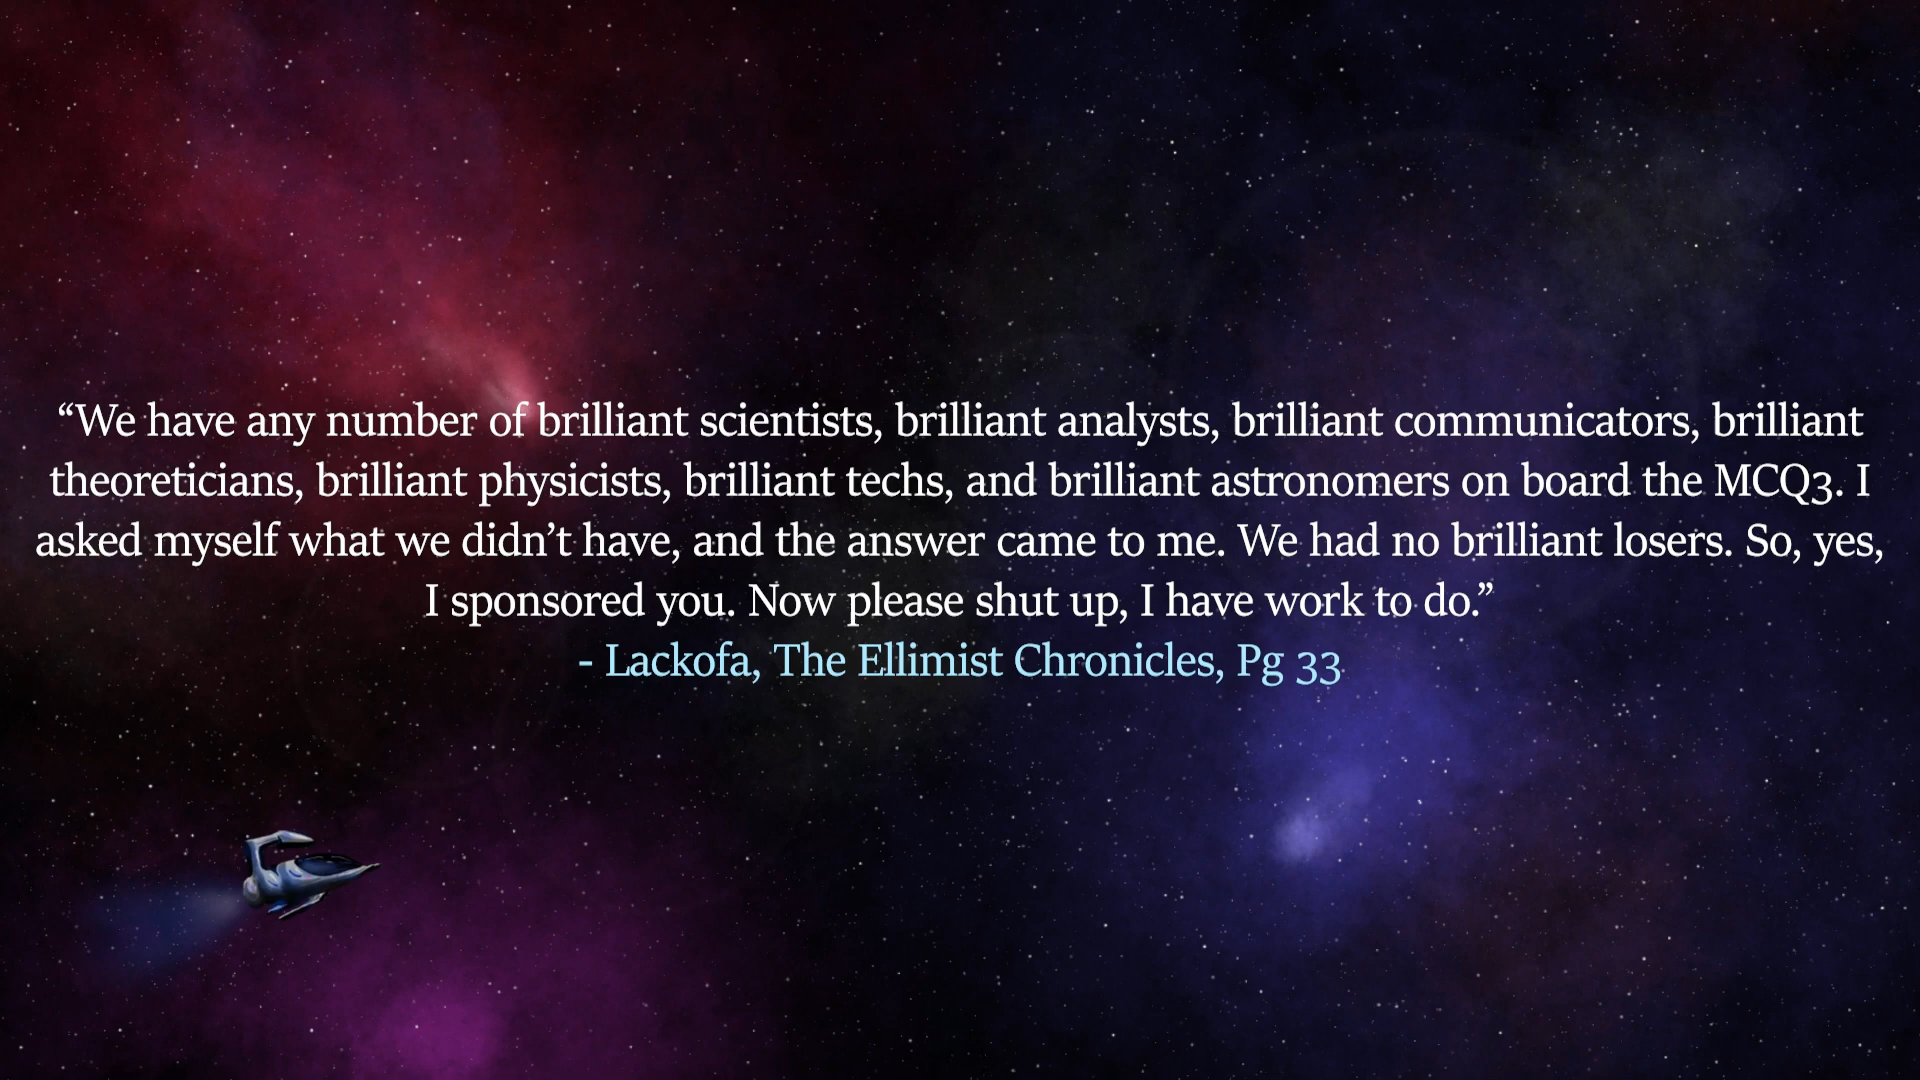 “We have any number of brilliant scientists, brilliant analysts, brilliant communicators, brilliant
theoreticians, brilliant physicists, brilliant techs, and brilliant astronomers on board the MCQ3. I
asked myself what we didn’t have, and the answer came to me. We had no brilliant losers. So, yes,
I sponsored you. Now please shut up, I have work to do.”
- Lackofa, The Ellimist Chronicles, Pg 33